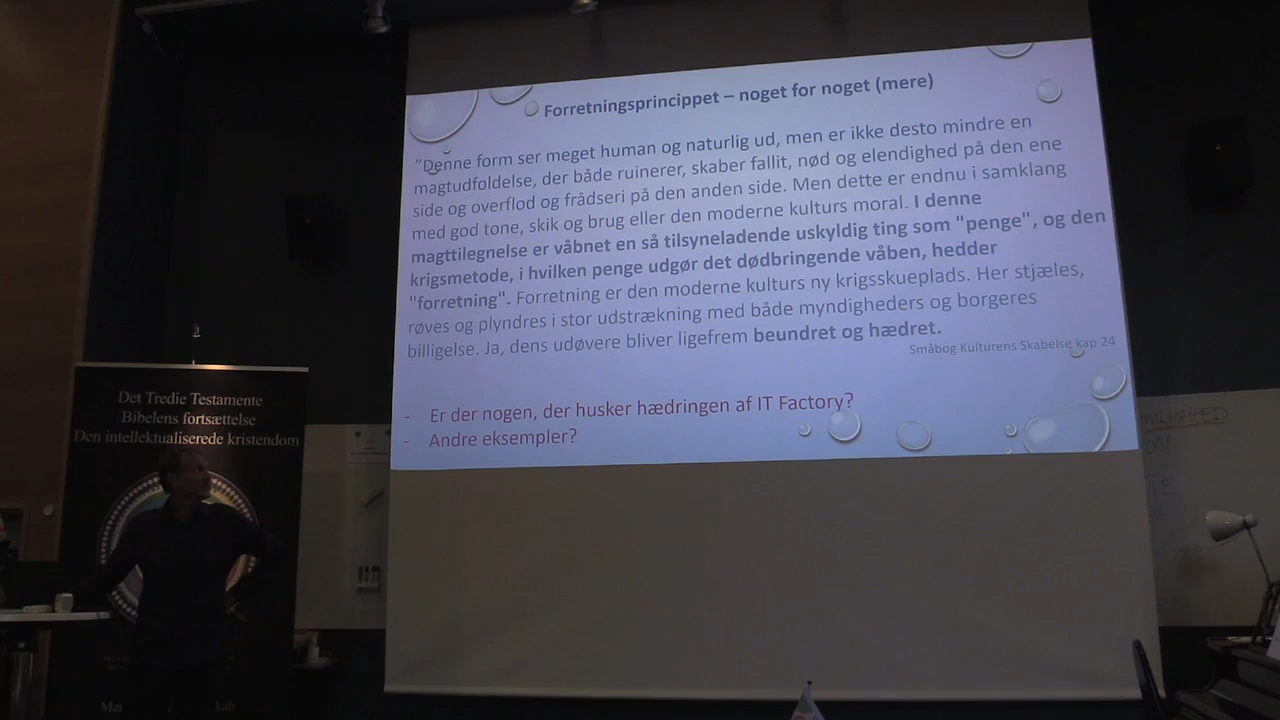 Forretningsprincippet – noget for noget (mere)
"Denne form ser meget human og naturlig ud, men er ikke desto mindre en
magtudfoldelse, der både ruinerer, skaber fallit, nød og elendighed på den ene
side og overflod og frådseri på den anden side. Men dette er endnu i samklang
med god tone, skik og brug eller den moderne kulturs moral. I denne
magttilegnelse er våbnet en så tilsyneladende uskyldig ting som "penge", og den
krigsmetode, i hvilken penge udgør det dødbringende våben, hedder
"forretning". Forretning er den moderne kulturs ny krigsskueplads. Her stjæles,
røves og plyndres i stor udstrækning med både myndigheders og borgeres
billigelse. Ja, dens udøvere bliver ligefrem beundret og hædret.
Småbog Kulturens Skabelse kap 24
- Er der nogen, der husker hædringen af IT Factory?
- Andre eksempler?
Det Tredie Testamente
Bibelens fortsættelse
Den intellektualiserede kristendom